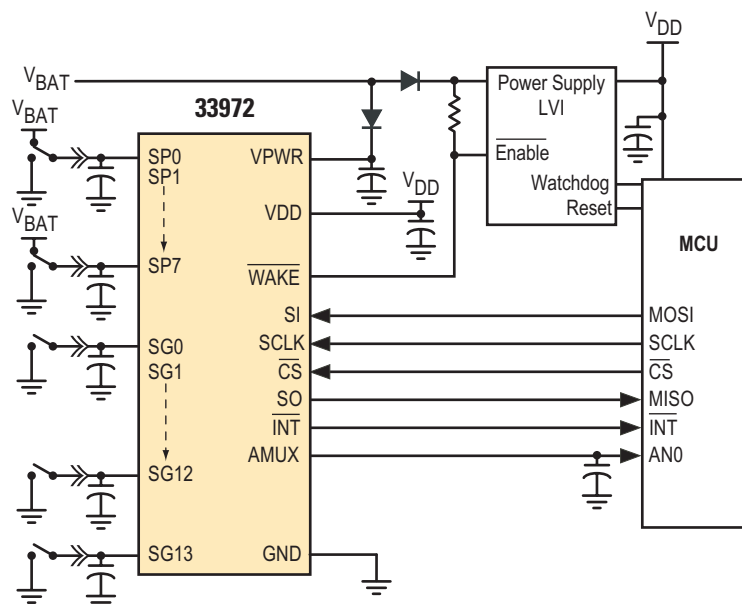 V_DD
V_BAT
33972
Power Supply
LVI
V_BAT
Enable
SP0
VPWR
SP1
V_DD
Watchdog
VDD
Reset
V_BAT
MCU
SP7
WAKE
SI
MOSI
SG0
SCLK
SCLK
SG1
CS
CS
SO
MISO
INT
INT
AMUX
AN0
SG12
SG13
GND